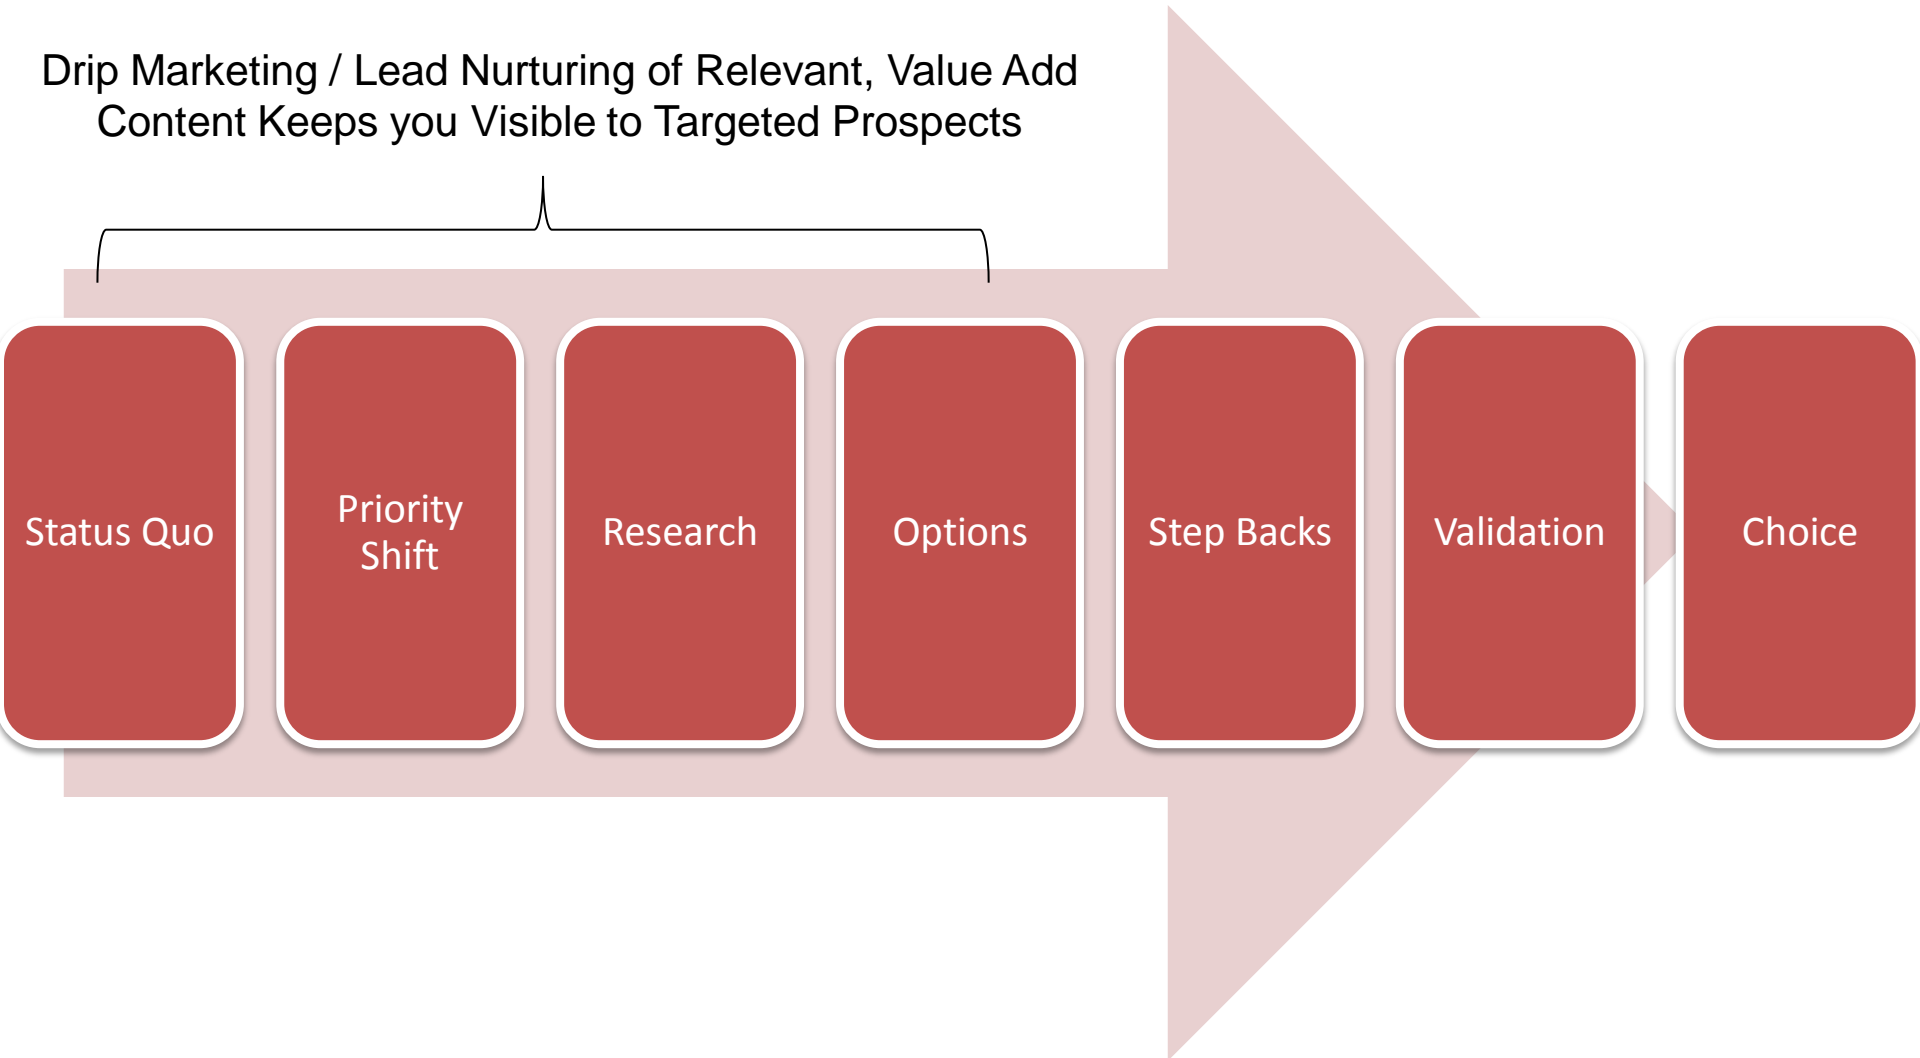 Drip Marketing / Lead Nurturing of Relevant, Value Add
Content Keeps you Visible to Targeted Prospects
Status Quo
Priority
Shift
Research
Options
Step Backs
Validation
Choice